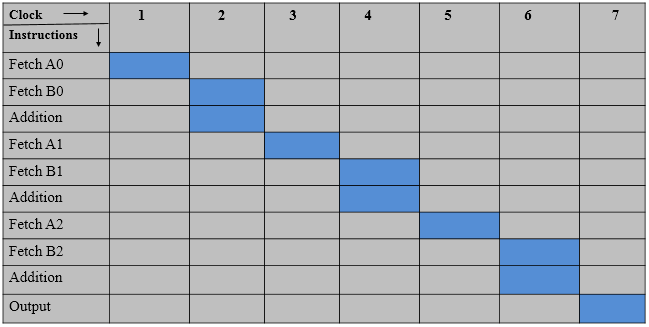 Clock 1 2 3 4 5 6 7
Instructions
Fetch A0
Fetch B0
Addition
Fetch A1
Fetch B1
Addition
Fetch A2
Fetch B2
Addition
Output